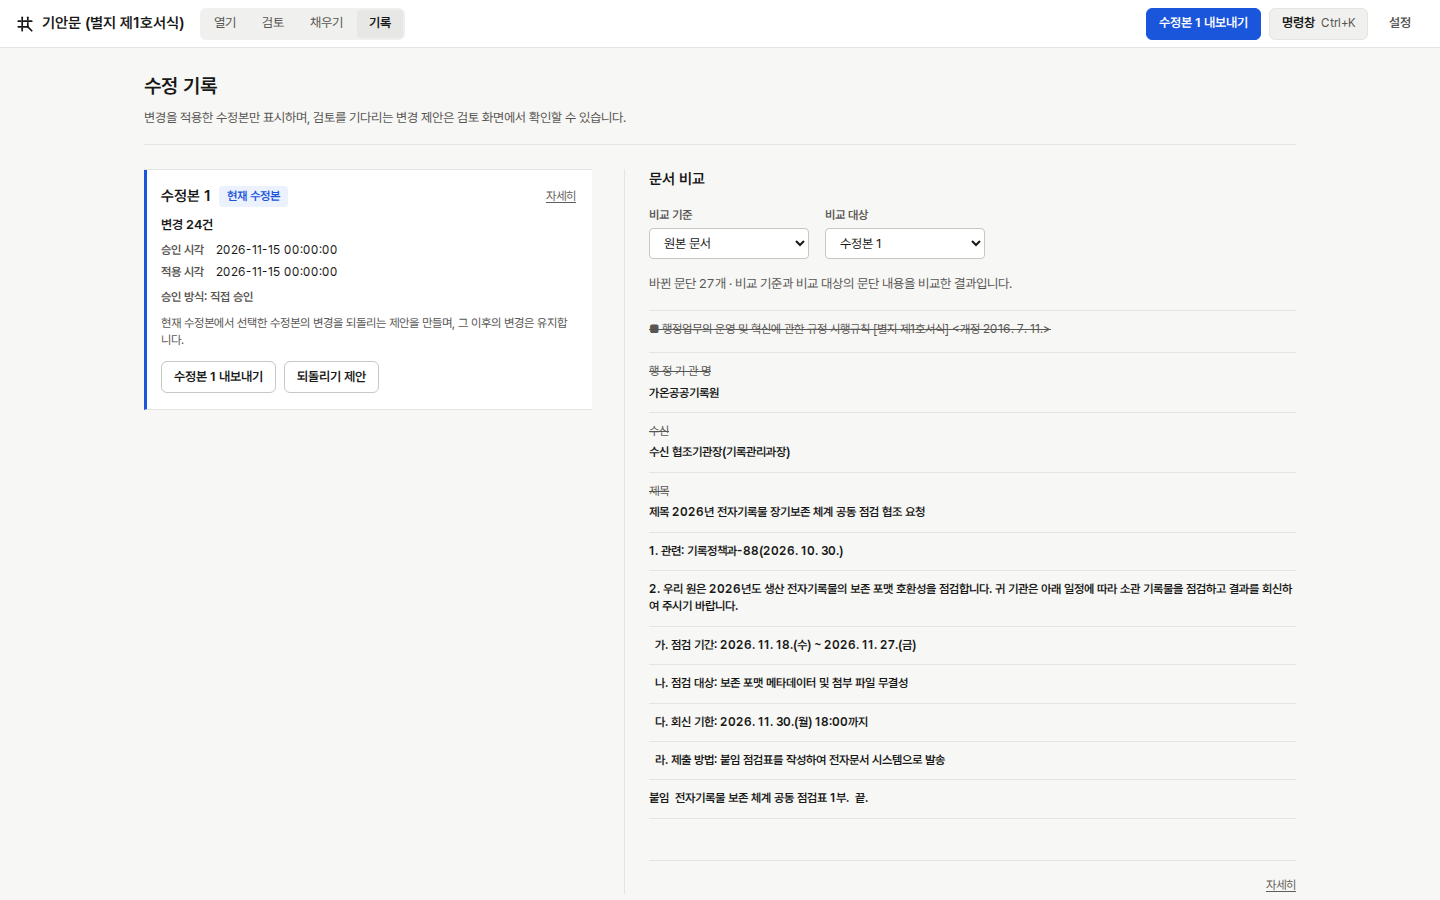 기안문 (별지 제1호서식)
열기 검토 채우기 기록
수정본 1 내보내기
명령창 Ctrl+K
설정
수정 기록
변경을 적용한 수정본만 표시하며, 검토를 기다리는 변경 제안은 검토 화면에서 확인할 수 있습니다.
수정본 1 현재 수정본 자세히
변경 24건
승인 시각 2026-11-15 00:00:00
적용 시각 2026-11-15 00:00:00
승인 방식: 직접 승인
현재 수정본에서 선택한 수정본의 변경을 되돌리는 제안을 만들며, 그 이후의 변경은 유지합
니다.
수정본 1 내보내기 되돌리기 제안
문서 비교
비교 기준 비교 대상
원본 문서 수정본 1
바뀐 문단 27개 · 비교 기준과 비교 대상의 문단 내용을 비교한 결과입니다.
■ 행정업무의 운영 및 혁신에 관한 규정 시행규칙 [별지 제1호서식] <개정 2016. 7. 11.>
행 정 기 관 명
가온공공기록원
수신
수신 협조기관장(기록관리과장)
제목
제목 2026년 전자기록물 장기보존 체계 공동 점검 협조 요청
1. 관련: 기록정책과-88(2026. 10. 30.)
2. 우리 원은 2026년도 생산 전자기록물의 보존 포맷 호환성을 점검합니다. 귀 기관은 아래 일정에 따라 소관 기록물을 점검하고 결과를 회신하
여 주시기 바랍니다.
가. 점검 기간: 2026. 11. 18.(수) ~ 2026. 11. 27.(금)
나. 점검 대상: 보존 포맷 메타데이터 및 첨부 파일 무결성
다. 회신 기한: 2026. 11. 30.(월) 18:00까지
라. 제출 방법: 붙임 점검표를 작성하여 전자문서 시스템으로 발송
붙임  전자기록물 보존 체계 공동 점검표 1부.  끝.
자세히